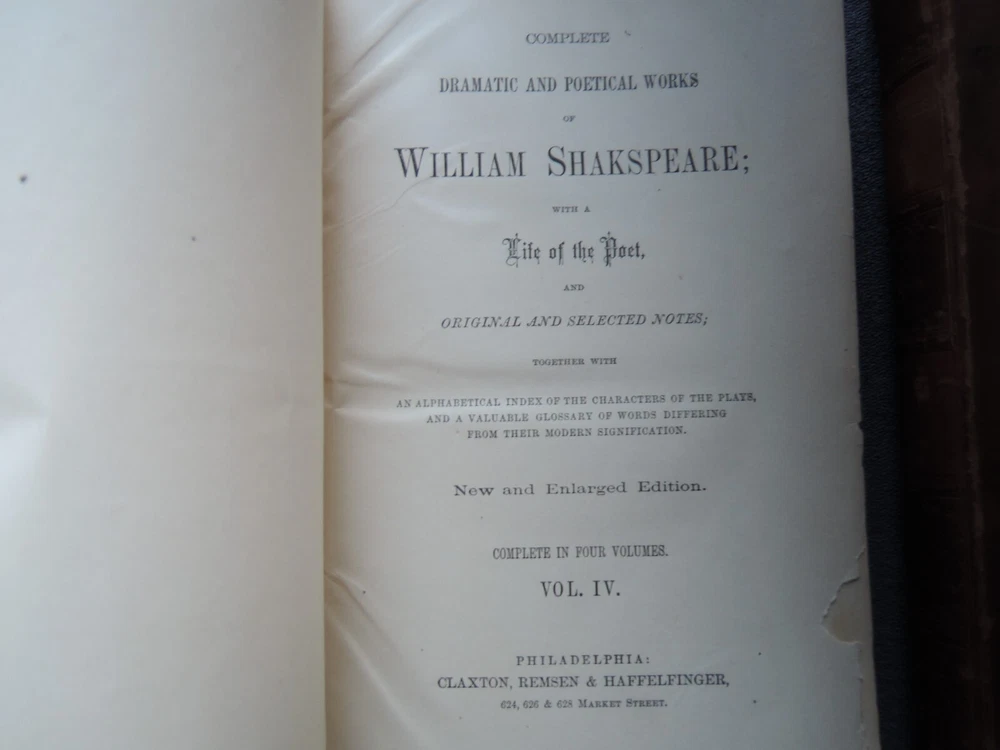 COMPLETE
DRAMATIC AND POETICAL WORKS
OF
WILLIAM SHAKSPEARE;
WITH A
Life of the Poet,
AND
ORIGINAL AND SELECTED NOTES;
TOGETHER WITH
AN ALPHABETICAL INDEX OF THE CHARACTERS OF THE PLAYS,
AND A VALUABLE GLOSSARY OF WORDS DIFFERING
FROM THEIR MODERN SIGNIFICATION.
New and Enlarged Edition.
COMPLETE IN FOUR VOLUMES.
VOL. IV.
PHILADELPHIA:
CLAXTON, REMSEN & HAFFELFINGER,
624, 626 & 628 MARKET STREET.